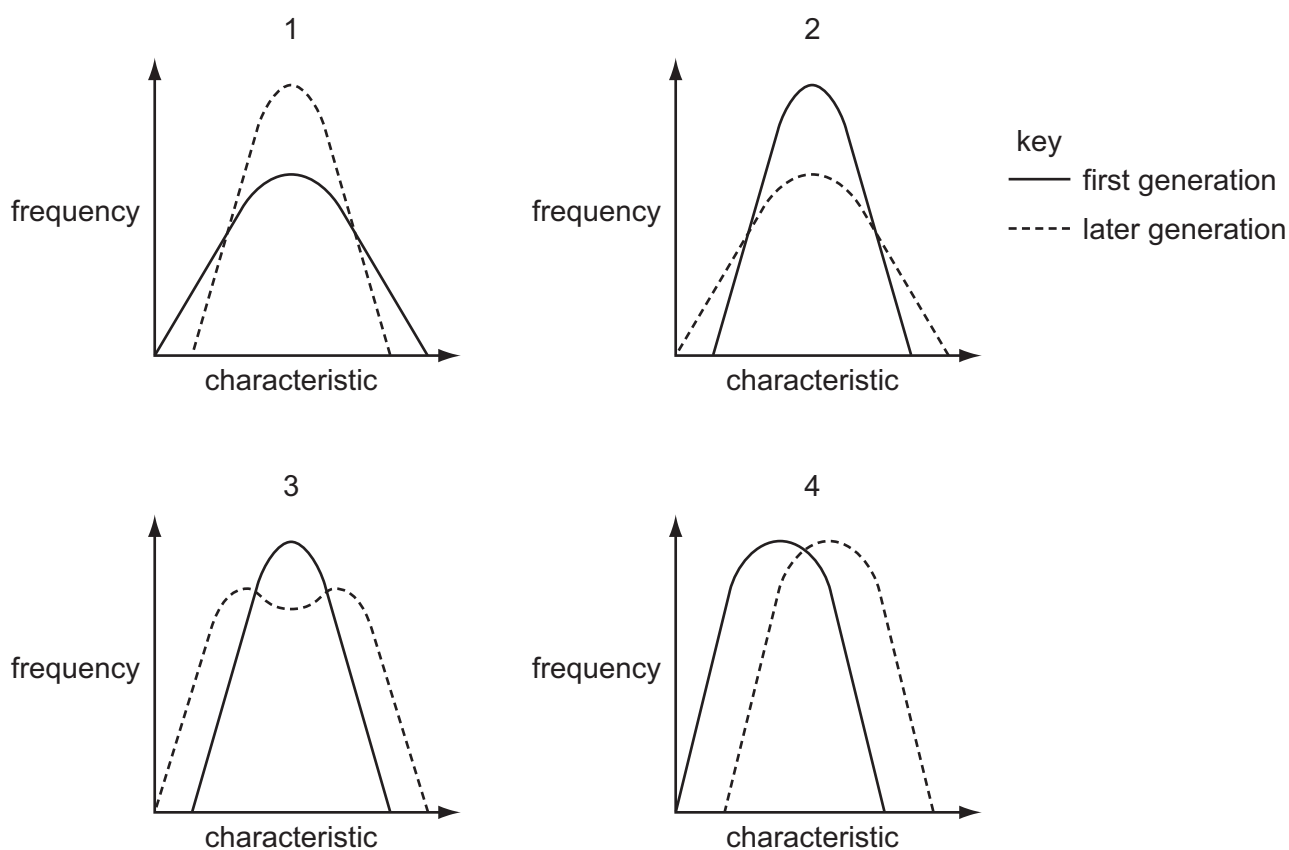 1
frequency
characteristic
2
frequency
characteristic
key
first generation
later generation
3
frequency
characteristic
4
frequency
characteristic